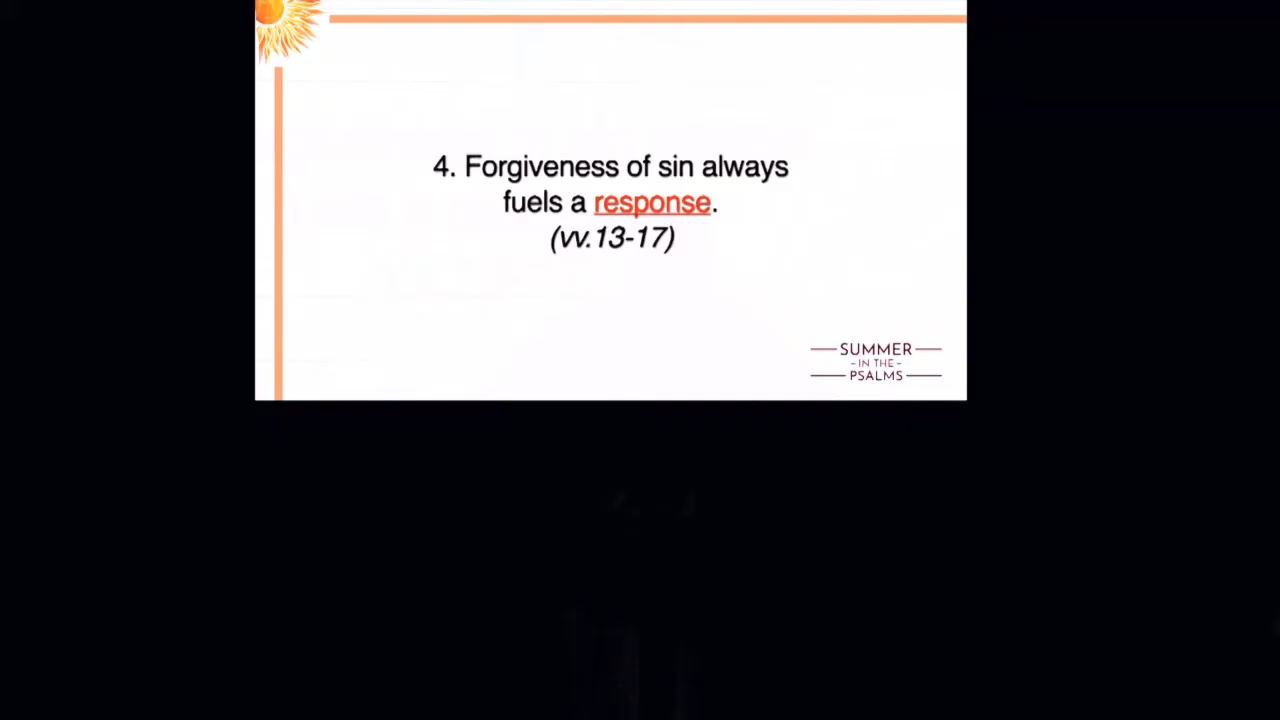 4. Forgiveness of sin always
fuels a response.
(vv.13-17)
SUMMER
- IN THE -
PSALMS